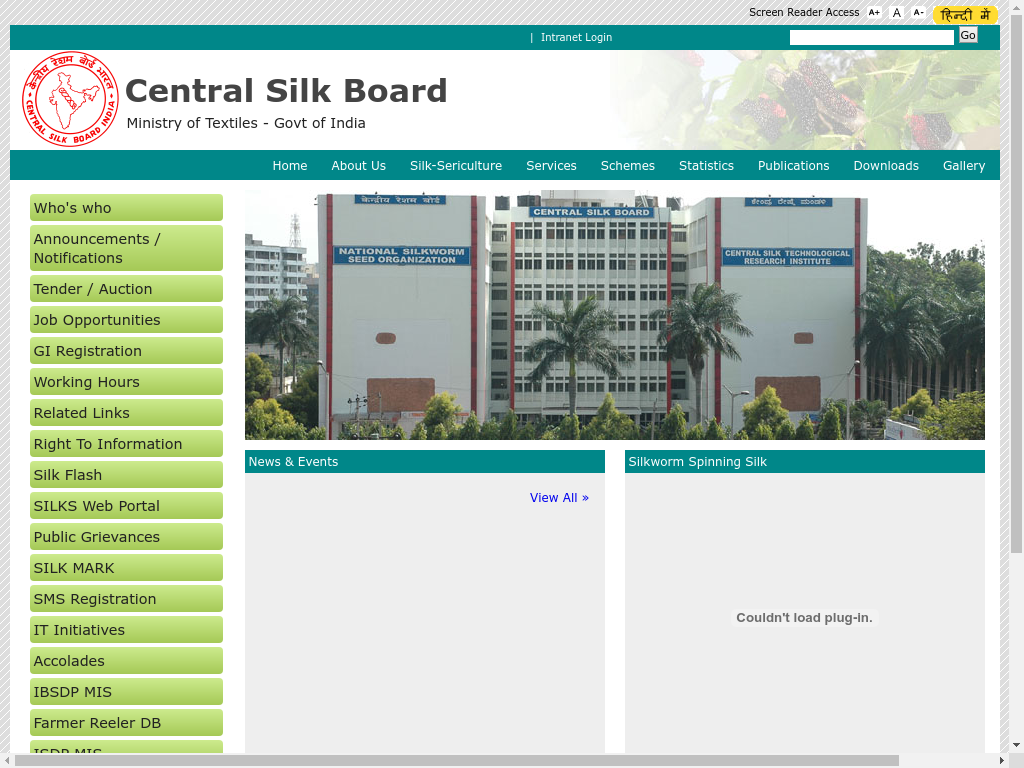 Screen Reader Access A+ A A- हिन्दी में
| Intranet Login Go
केन्द्रीय रेशम बोर्ड भारत
CENTRAL SILK BOARD INDIA
Central Silk Board
Ministry of Textiles - Govt of India
Home About Us Silk-Sericulture Services Schemes Statistics Publications Downloads Gallery
Who's who
Announcements /
Notifications
Tender / Auction
Job Opportunities
GI Registration
Working Hours
Related Links
Right To Information
Silk Flash
SILKS Web Portal
Public Grievances
SILK MARK
SMS Registration
IT Initiatives
Accolades
IBSDP MIS
Farmer Reeler DB
ISDP MIS
केन्द्रीय रेशम बोर्ड
CENTRAL SILK BOARD
ಕೇಂದ್ರ ರೇಷ್ಮೆ ಮಂಡಳಿ
NATIONAL SILKWORM
SEED ORGANIZATION
CENTRAL SILK TECHNOLOGICAL
RESEARCH INSTITUTE
News & Events
View All »
Silkworm Spinning Silk
Couldn't load plug-in.